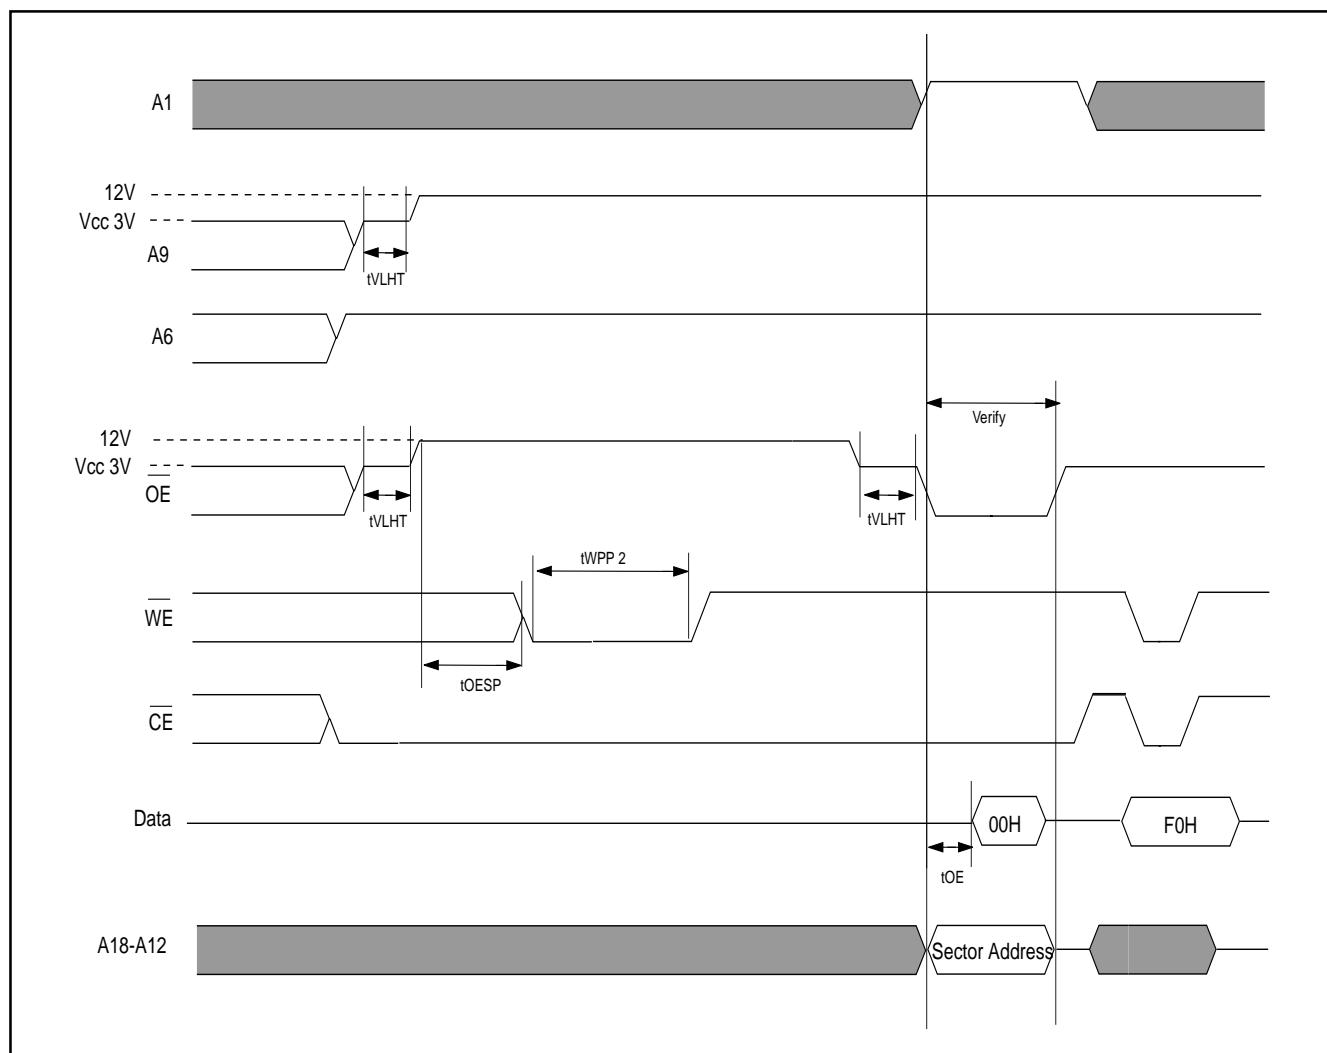 A1
12V
Vcc 3V
A9
tVLHT
A6
Verify
12V
Vcc 3V
OE
tVLHT
tVLHT
tWPP 2
WE
tOESP
CE
Data
00H
F0H
tOE
A18-A12
Sector Address